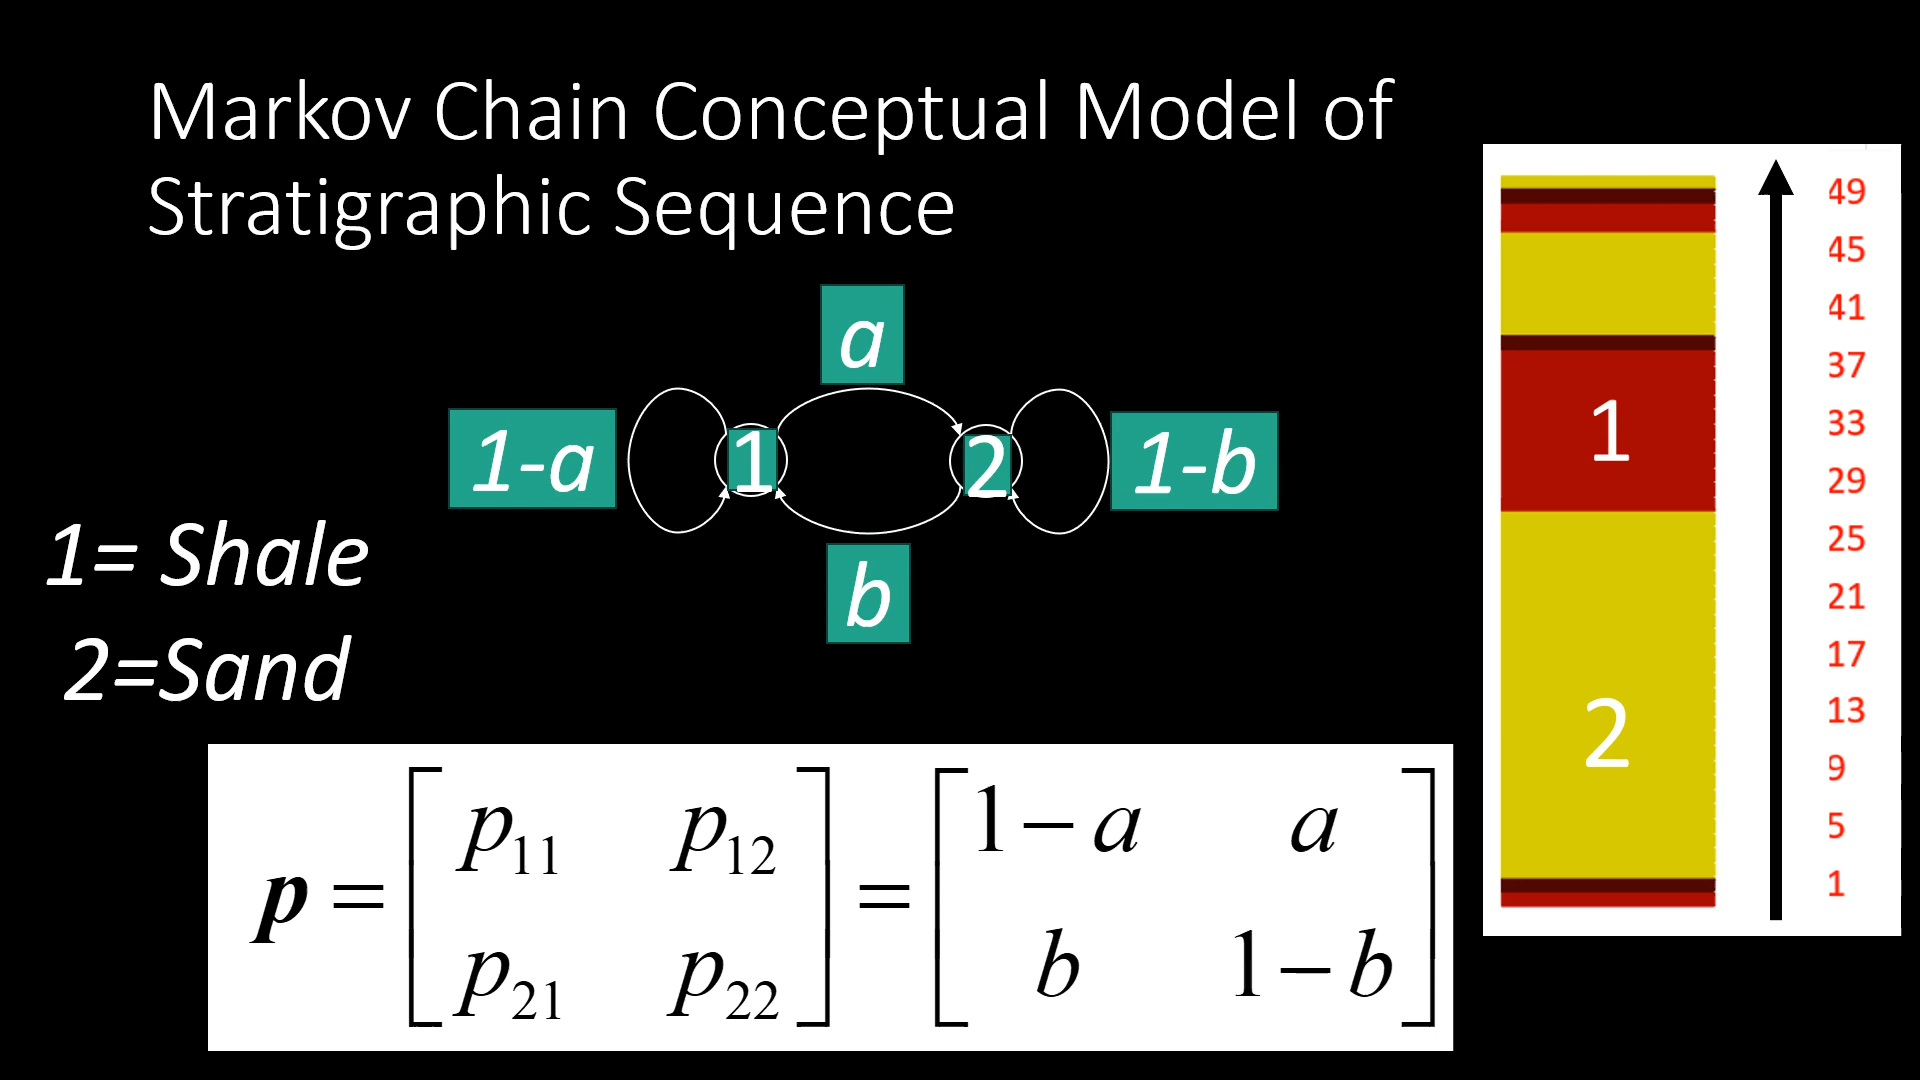 Markov Chain Conceptual Model of
Stratigraphic Sequence
a
1-a
1
2
1-b
b
1= Shale
2=Sand
p = [ p11 p12 ] = [ 1 − a a ]
[ p21 p22 ] [ b 1 − b ]
49
45
41
37
1
33
29
25
21
17
2
13
9
5
1